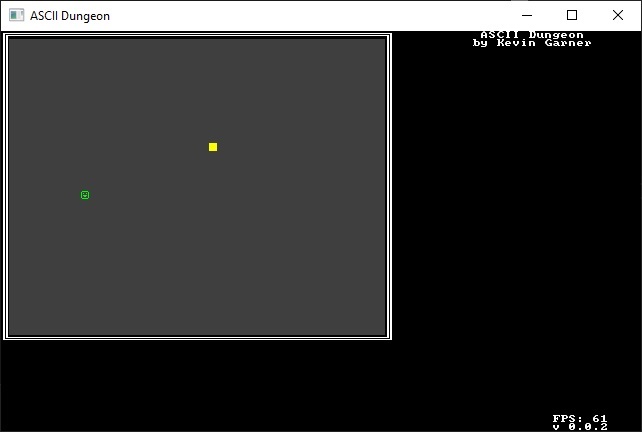 ASCII Dungeon
ASCII Dungeon
by Kevin Garner
FPS: 61
v 0.0.2